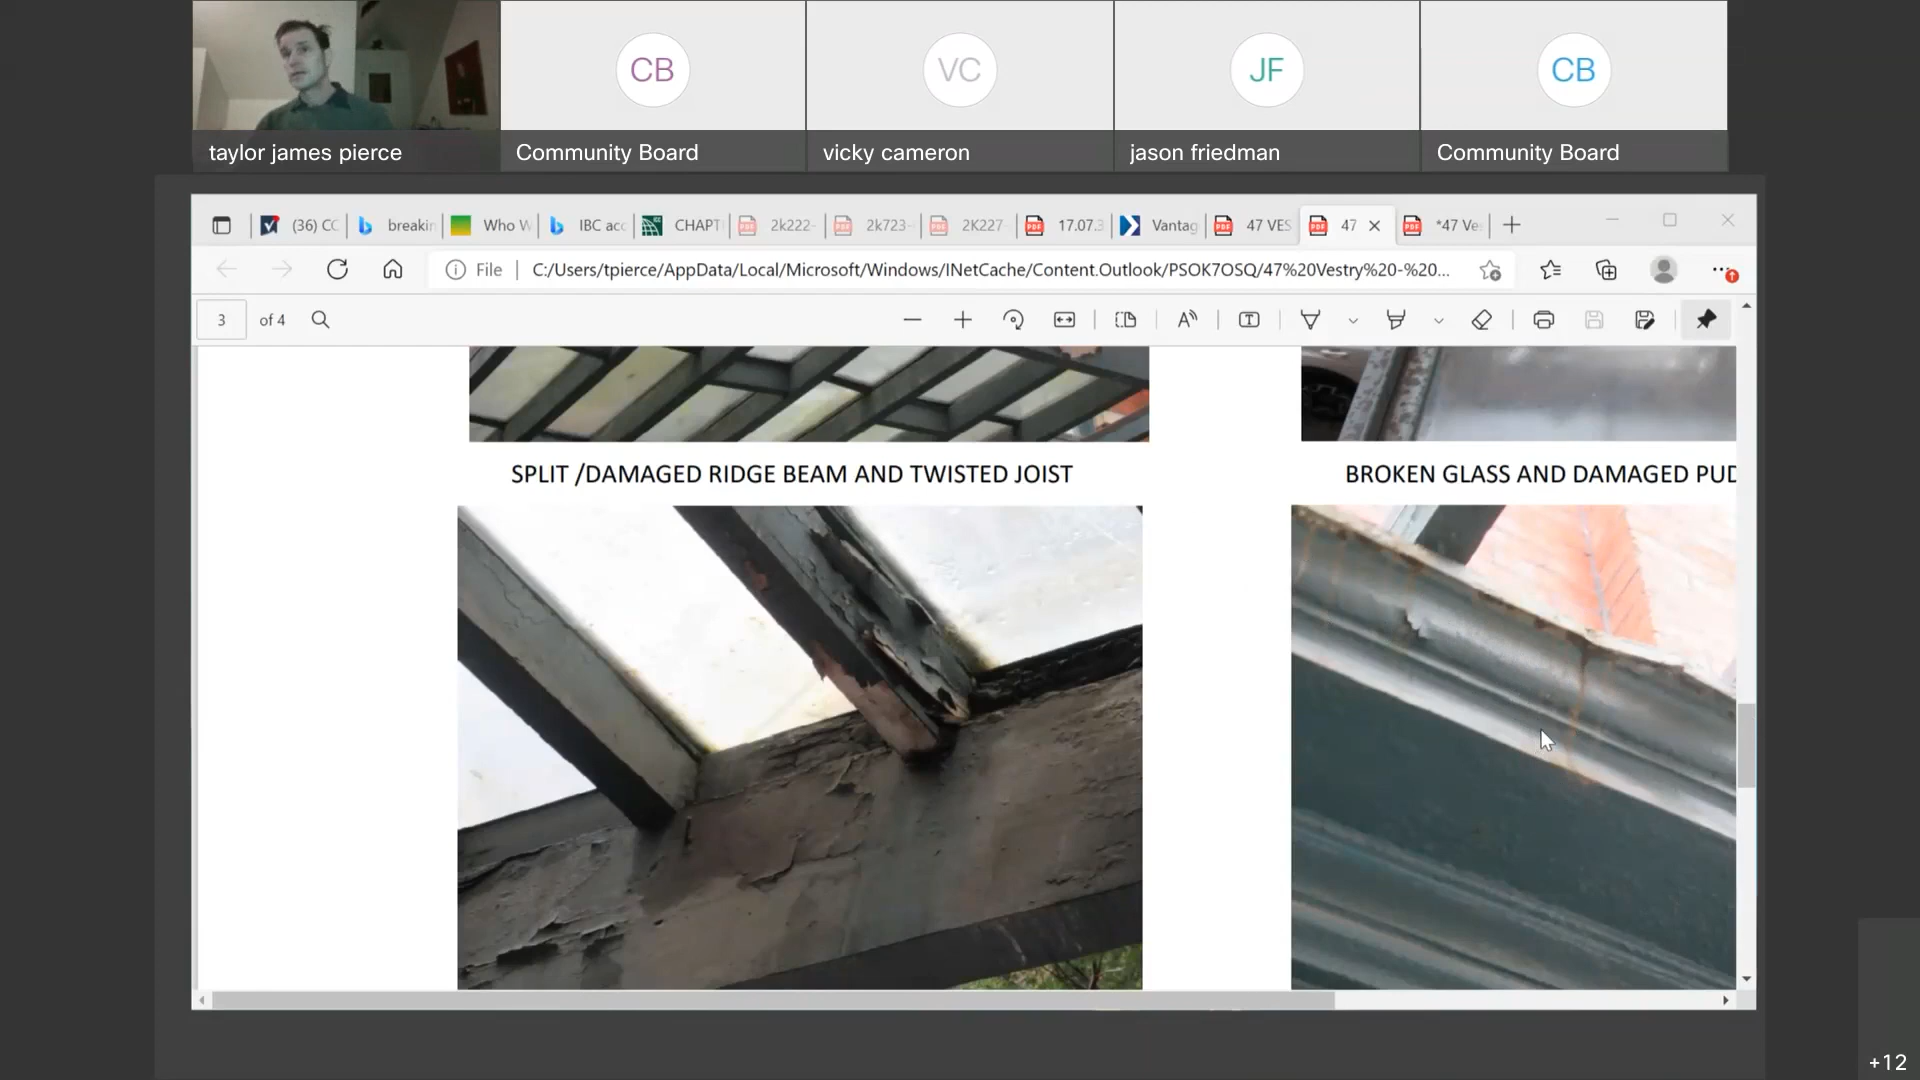 CB
VC
JF
CB
taylor james pierce
Community Board
vicky cameron
jason friedman
Community Board
(36) CC
breakin
Who W
IBC acc
CHAPT
2k222-
2k723-
2K227
17.07.3
Vantag
47 VES
47
*47 Ve
File
C:/Users/tpierce/AppData/Local/Microsoft/Windows/INetCache/Content.Outlook/PSOK7OSQ/47%20Vestry%20-%20...
3
of 4
SPLIT /DAMAGED RIDGE BEAM AND TWISTED JOIST
BROKEN GLASS AND DAMAGED PUD
+12